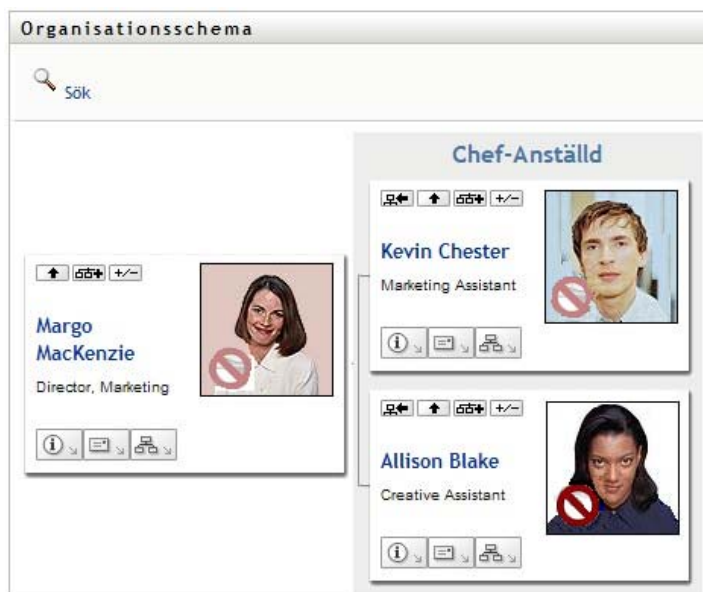 Organisationsschema
Sök
Chef-Anställd
Margo
MacKenzie
Director, Marketing
+/−
Kevin Chester
Marketing Assistant
+/−
Allison Blake
Creative Assistant
+/−